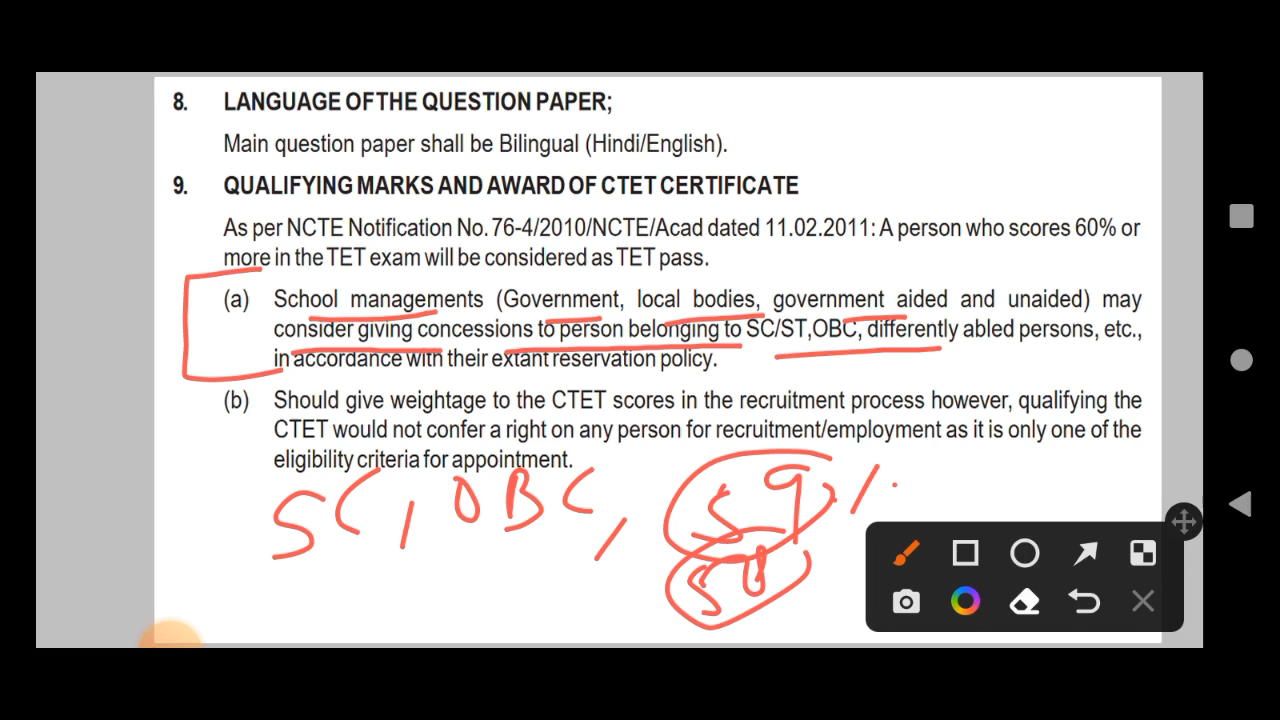 8. LANGUAGE OF THE QUESTION PAPER;
Main question paper shall be Bilingual (Hindi/English).
9. QUALIFYING MARKS AND AWARD OF CTET CERTIFICATE
As per NCTE Notification No. 76-4/2010/NCTE/Acad dated 11.02.2011: A person who scores 60% or
more in the TET exam will be considered as TET pass.
(a) School managements (Government, local bodies, government aided and unaided) may
consider giving concessions to person belonging to SC/ST,OBC, differently abled persons, etc.,
in accordance with their extant reservation policy.
(b) Should give weightage to the CTET scores in the recruitment process however, qualifying the
CTET would not confer a right on any person for recruitment/employment as it is only one of the
eligibility criteria for appointment.
SC, OBC, 59%